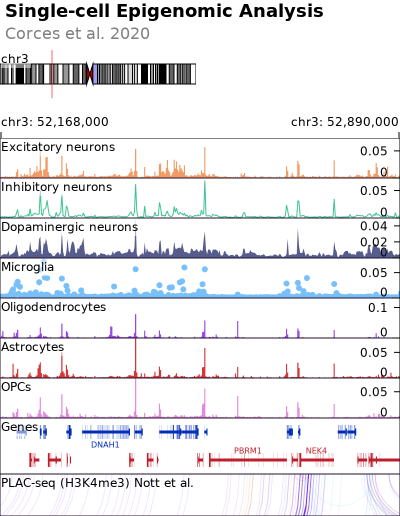 Single-cell Epigenomic Analysis
Corces et al. 2020
chr3
chr3: 52,168,000 chr3: 52,890,000
Excitatory neurons 0.05
0
Inhibitory neurons 0.05
0
Dopaminergic neurons 0.04
0.02
0
Microglia 0.05
0
Oligodendrocytes 0.1
0
Astrocytes 0.05
0
OPCs 0.05
0
Genes
DNAH1
PBRM1 NEK4
PLAC-seq (H3K4me3) Nott et al.